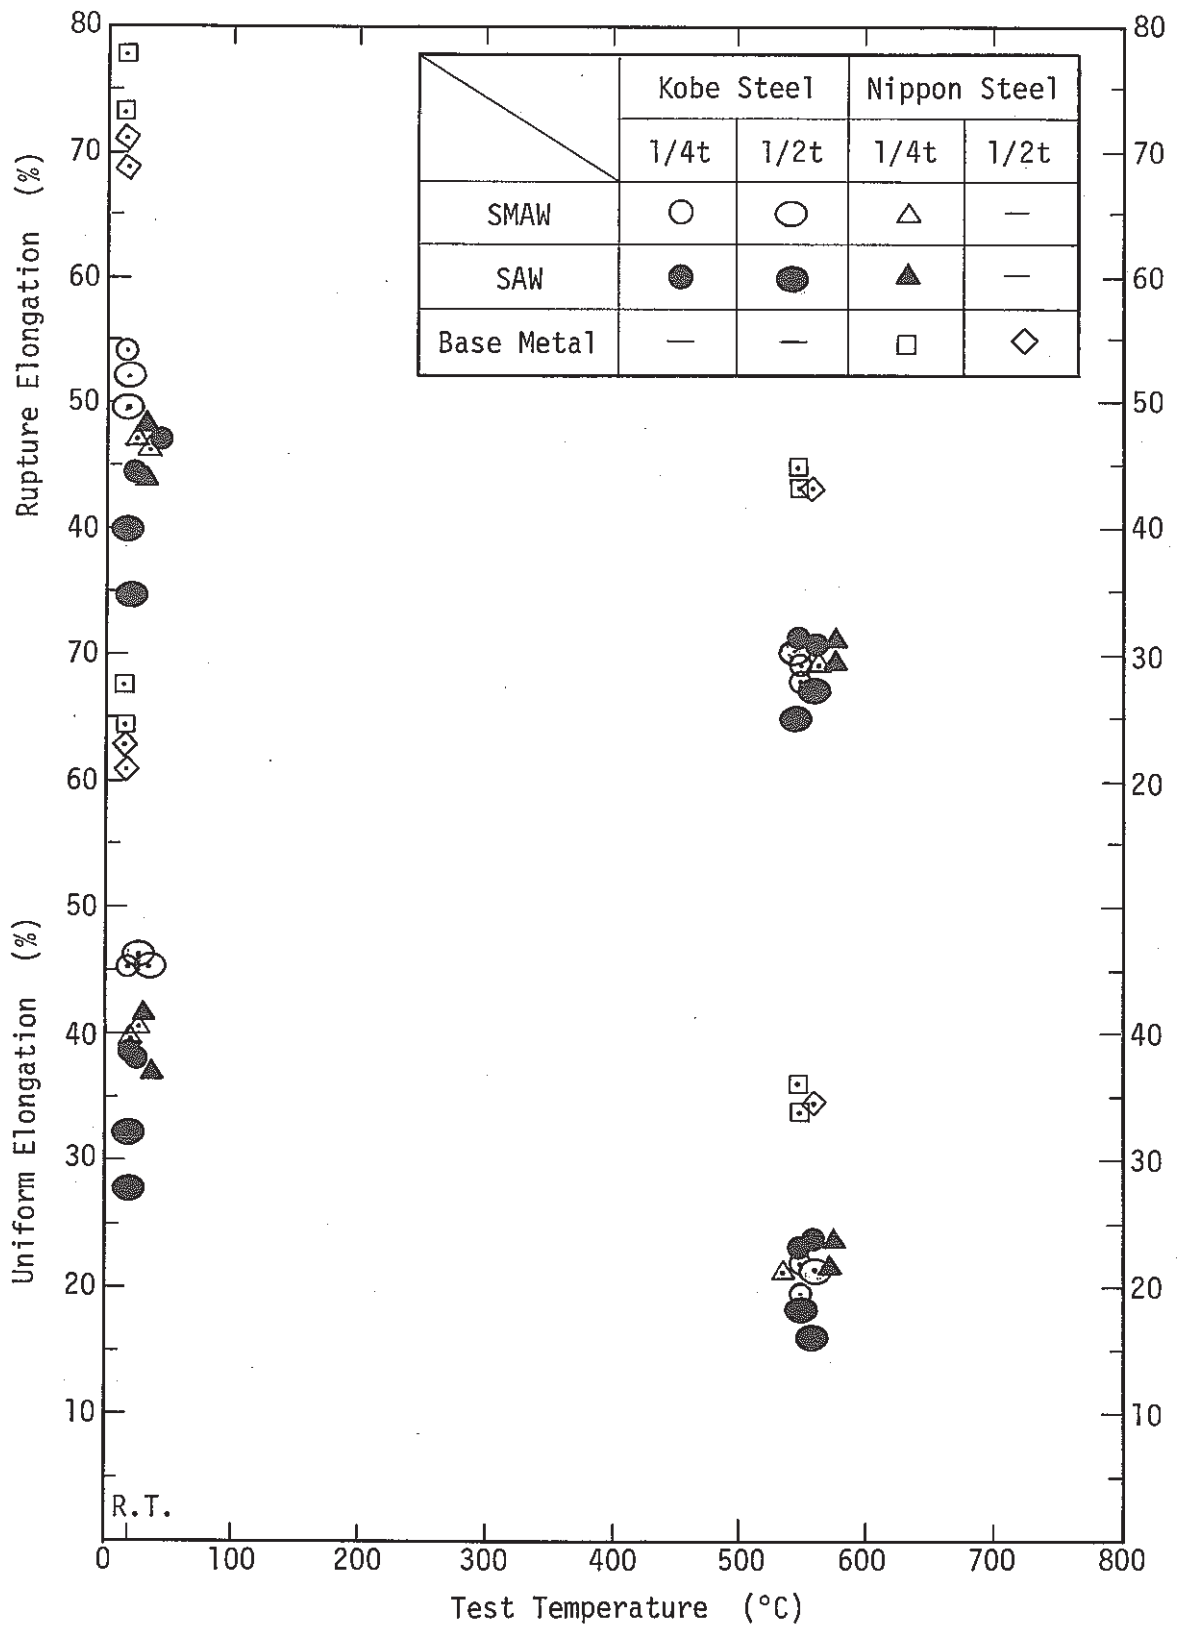 80
70
60
50
40
Rupture Elongation (%)
70
60
50
40
30
20
10
Uniform Elongation (%)
Kobe Steel Nippon Steel
1/4t 1/2t 1/4t 1/2t
SMAW —
SAW —
Base Metal — —
80
70
60
50
40
30
20
40
30
20
10
R.T.
0 100 200 300 400 500 600 700 800
Test Temperature (°C)